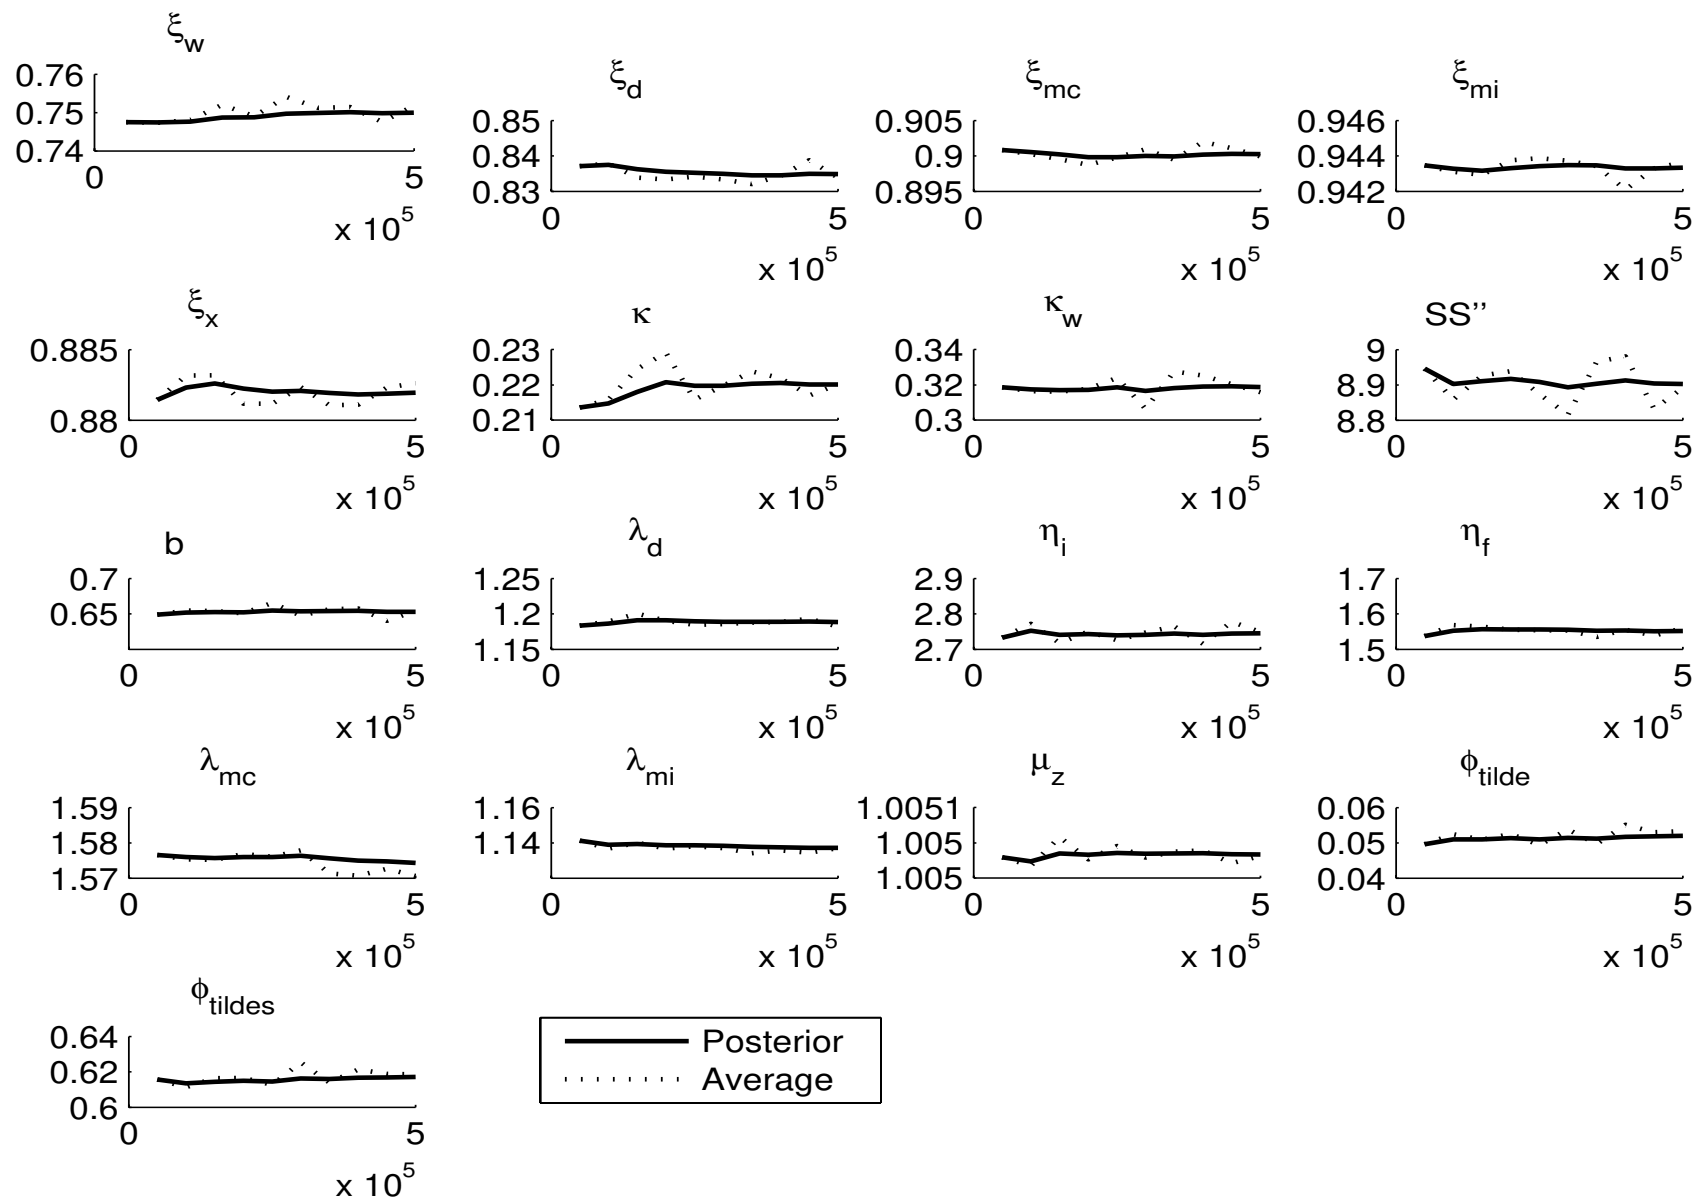 ξw
0.76
0.75
0.74
0 5
x 10^5
ξd
0.85
0.84
0.83
0 5
x 10^5
ξmc
0.905
0.9
0.895
0 5
x 10^5
ξmi
0.946
0.944
0.942
0 5
x 10^5
ξx
0.885
0.88
0 5
x 10^5
κ
0.23
0.22
0.21
0 5
x 10^5
κw
0.34
0.32
0.3
0 5
x 10^5
SS''
9
8.9
8.8
0 5
x 10^5
b
0.7
0.65
0 5
x 10^5
λd
1.25
1.2
1.15
0 5
x 10^5
ηi
2.9
2.8
2.7
0 5
x 10^5
ηf
1.7
1.6
1.5
0 5
x 10^5
λmc
1.59
1.58
1.57
0 5
x 10^5
λmi
1.16
1.14
0 5
x 10^5
μz
1.0051
1.005
1.005
0 5
x 10^5
ϕtilde
0.06
0.05
0.04
0 5
x 10^5
ϕtildes
0.64
0.62
0.6
0 5
x 10^5
Posterior
Average